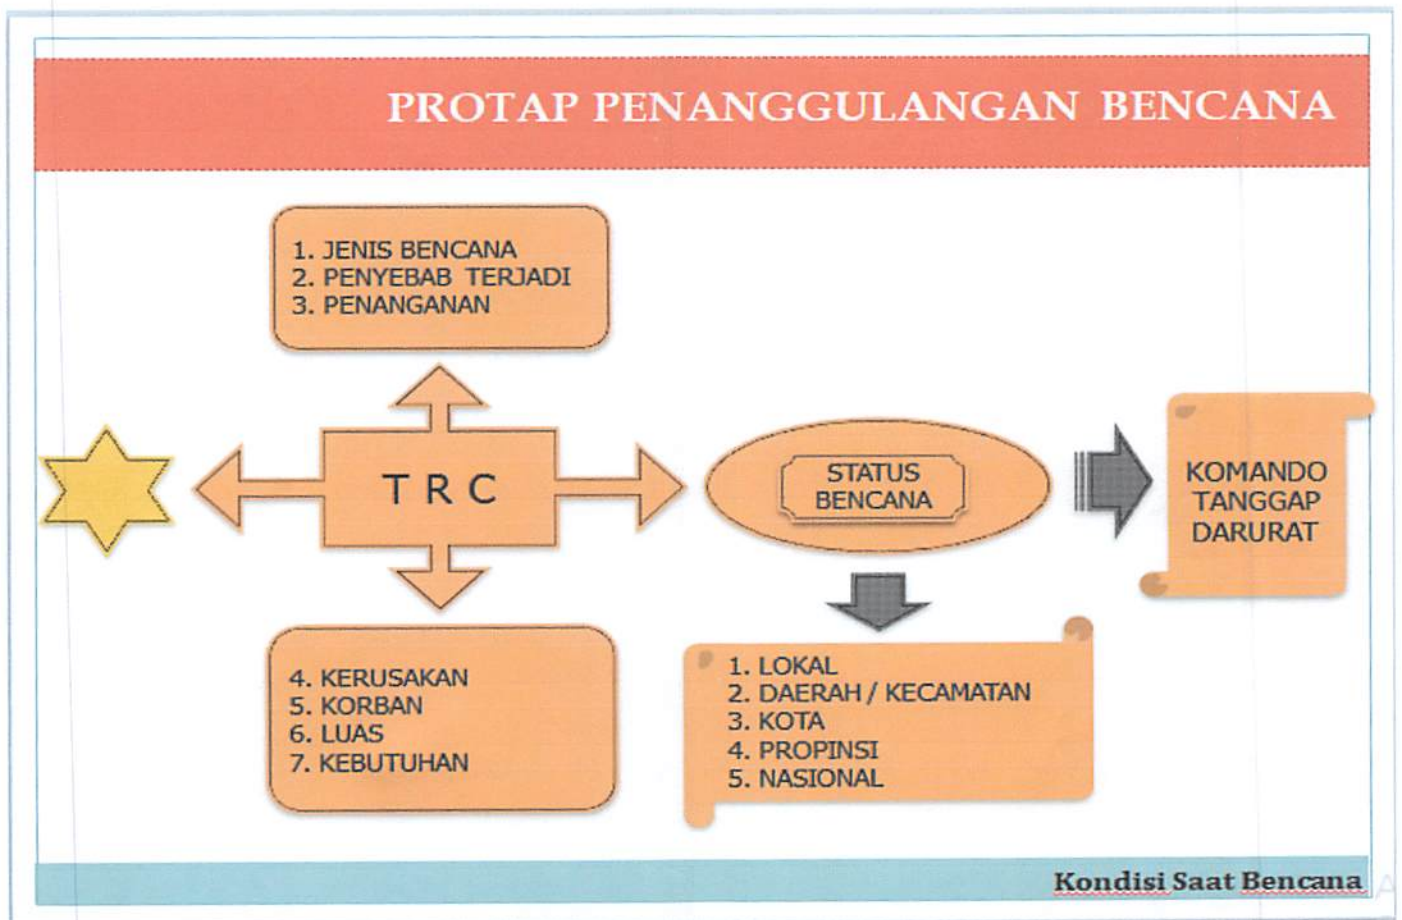 PROTAP PENANGGULANGAN BENCANA
1. JENIS BENCANA
2. PENYEBAB TERJADI
3. PENANGANAN
T R C
STATUS
BENCANA
KOMANDO
TANGGAP
DARURAT
4. KERUSAKAN
5. KORBAN
6. LUAS
7. KEBUTUHAN
1. LOKAL
2. DAERAH / KECAMATAN
3. KOTA
4. PROPINSI
5. NASIONAL
Kondisi Saat Bencana